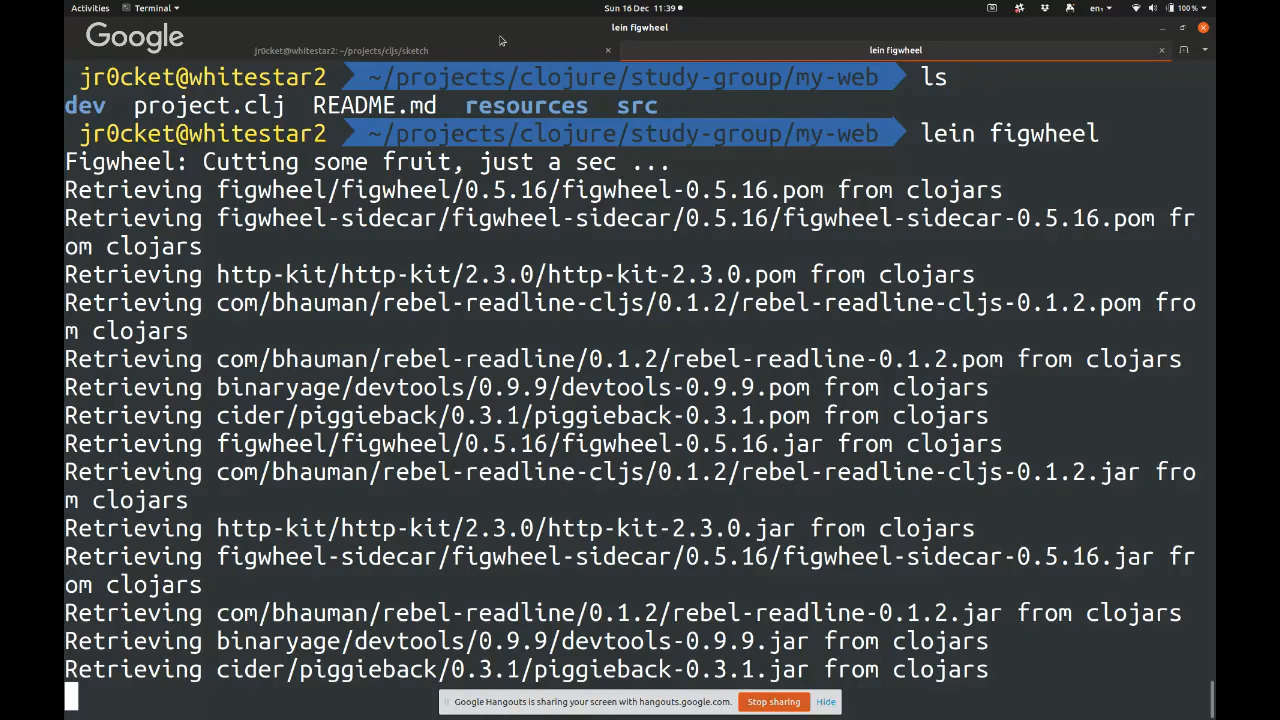 Activities Terminal Sun 16 Dec 11:39 en₁ 100 %
lein figwheel
Google
jr0cket@whitestar2: ~/projects/cljs/sketch × lein figwheel ×
jr0cket@whitestar2 ~/projects/clojure/study-group/my-web ls
dev project.clj README.md resources src
jr0cket@whitestar2 ~/projects/clojure/study-group/my-web lein figwheel
Figwheel: Cutting some fruit, just a sec ...
Retrieving figwheel/figwheel/0.5.16/figwheel-0.5.16.pom from clojars
Retrieving figwheel-sidecar/figwheel-sidecar/0.5.16/figwheel-sidecar-0.5.16.pom fr
om clojars
Retrieving http-kit/http-kit/2.3.0/http-kit-2.3.0.pom from clojars
Retrieving com/bhauman/rebel-readline-cljs/0.1.2/rebel-readline-cljs-0.1.2.pom fro
m clojars
Retrieving com/bhauman/rebel-readline/0.1.2/rebel-readline-0.1.2.pom from clojars
Retrieving binaryage/devtools/0.9.9/devtools-0.9.9.pom from clojars
Retrieving cider/piggieback/0.3.1/piggieback-0.3.1.pom from clojars
Retrieving figwheel/figwheel/0.5.16/figwheel-0.5.16.jar from clojars
Retrieving com/bhauman/rebel-readline-cljs/0.1.2/rebel-readline-cljs-0.1.2.jar fro
m clojars
Retrieving http-kit/http-kit/2.3.0/http-kit-2.3.0.jar from clojars
Retrieving figwheel-sidecar/figwheel-sidecar/0.5.16/figwheel-sidecar-0.5.16.jar fr
om clojars
Retrieving com/bhauman/rebel-readline/0.1.2/rebel-readline-0.1.2.jar from clojars
Retrieving binaryage/devtools/0.9.9/devtools-0.9.9.jar from clojars
Retrieving cider/piggieback/0.3.1/piggieback-0.3.1.jar from clojars
Google Hangouts is sharing your screen with hangouts.google.com. Stop sharing Hide